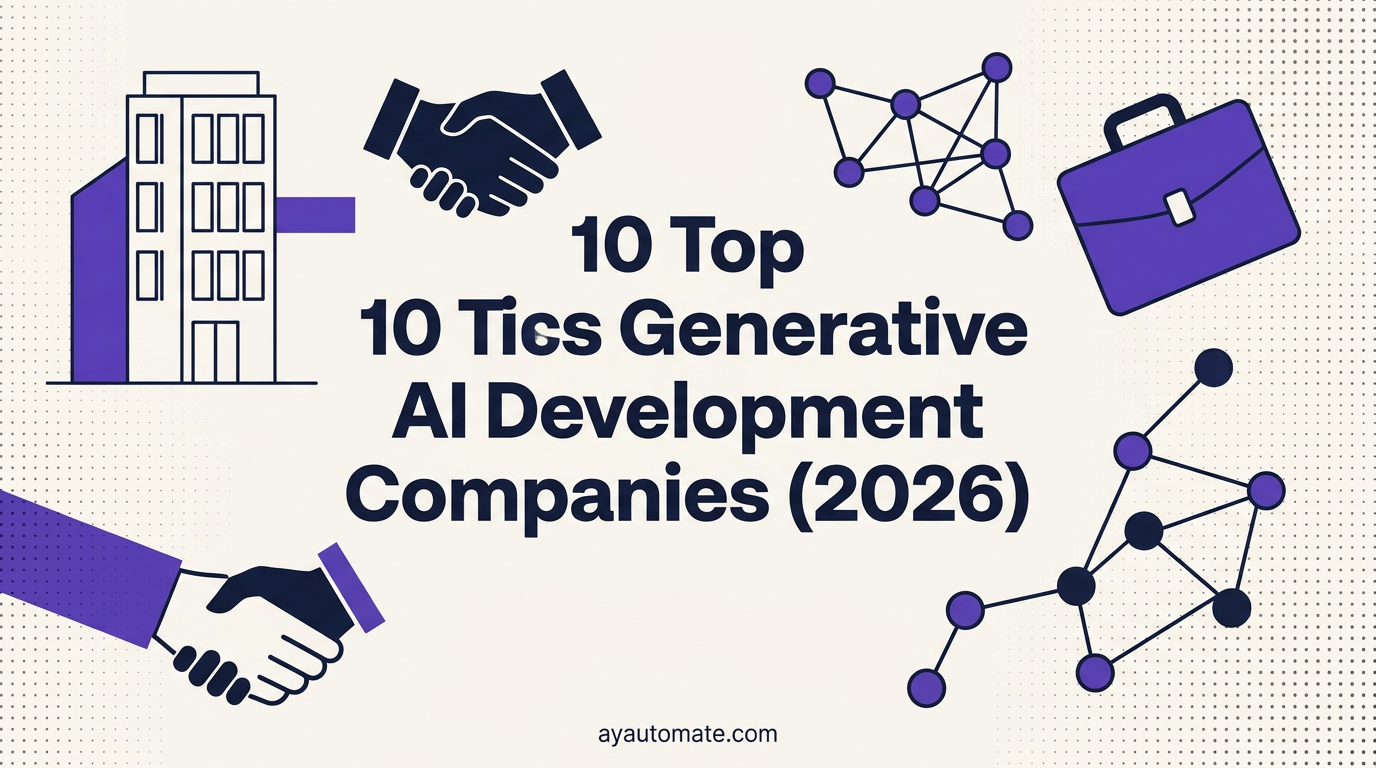 10 Top
10 Tics Generative
AI Development
Companies (2026)
ayautomate.com